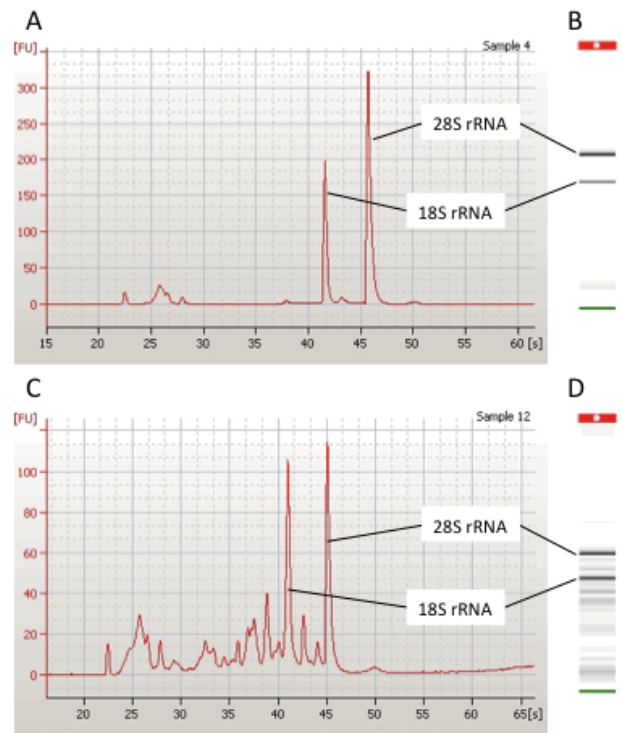 A
B
[FU]
Sample 4
300
28S rRNA
250
200
150
18S rRNA
100
50
0
15 20 25 30 35 40 45 50 55 60 [s]
C
D
[FU]
Sample 12
100
80
28S rRNA
60
40
18S rRNA
20
0
20 25 30 35 40 45 50 55 60 65[s]